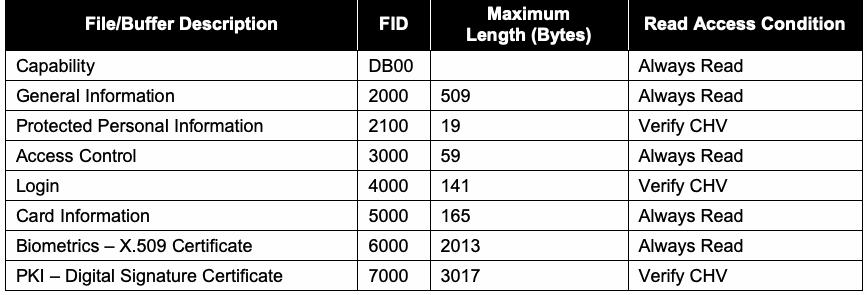 File/Buffer Description FID Maximum Length (Bytes) Read Access Condition
Capability DB00 Always Read
General Information 2000 509 Always Read
Protected Personal Information 2100 19 Verify CHV
Access Control 3000 59 Always Read
Login 4000 141 Verify CHV
Card Information 5000 165 Always Read
Biometrics – X.509 Certificate 6000 2013 Always Read
PKI – Digital Signature Certificate 7000 3017 Verify CHV